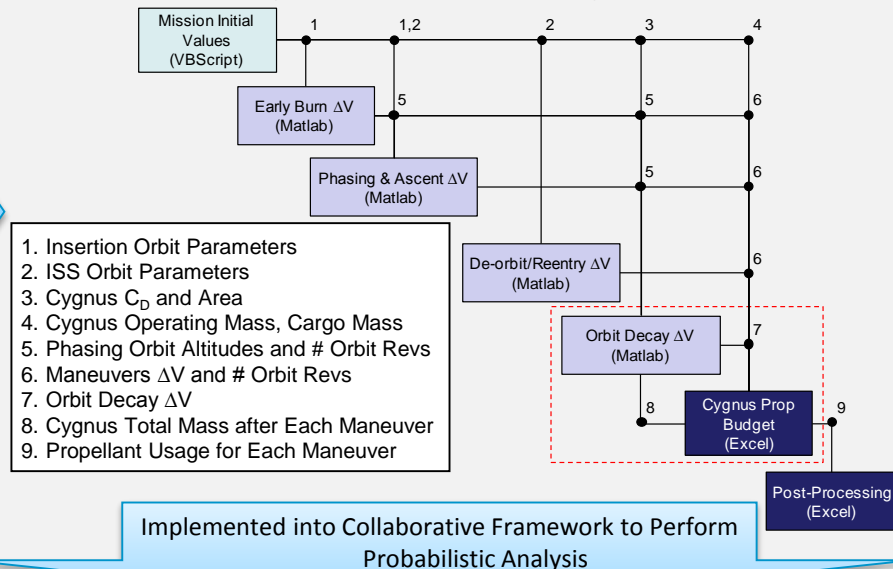 Mission Initial
Values
(VBScript)
1
1,2
2
3
4
Early Burn ΔV
(Matlab)
5
5
6
Phasing & Ascent ΔV
(Matlab)
5
6
1. Insertion Orbit Parameters
2. ISS Orbit Parameters
3. Cygnus C_D and Area
4. Cygnus Operating Mass, Cargo Mass
5. Phasing Orbit Altitudes and # Orbit Revs
6. Maneuvers ΔV and # Orbit Revs
7. Orbit Decay ΔV
8. Cygnus Total Mass after Each Maneuver
9. Propellant Usage for Each Maneuver
De-orbit/Reentry ΔV
(Matlab)
6
Orbit Decay ΔV
(Matlab)
7
8
Cygnus Prop
Budget
(Excel)
9
Post-Processing
(Excel)
Implemented into Collaborative Framework to Perform
Probabilistic Analysis